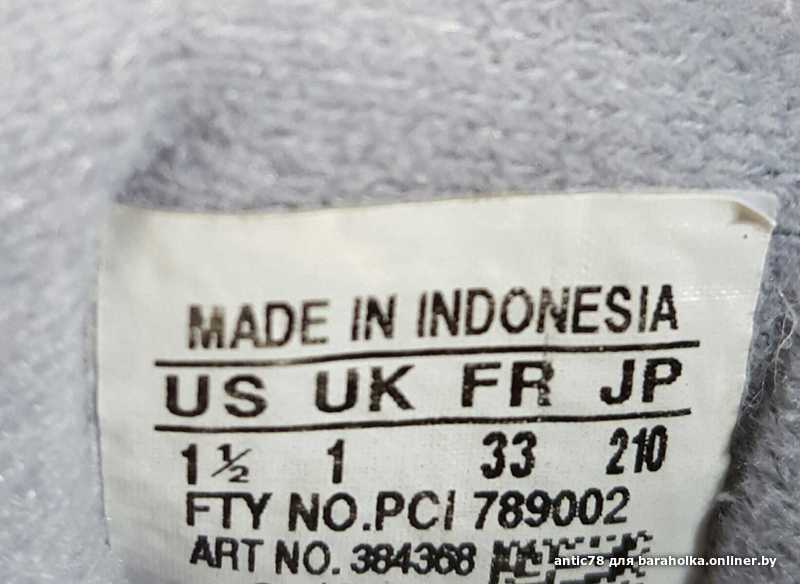 MADE IN INDONESIA
US UK FR JP
1½ 1 33 210
FTY NO.PCI 789002
ART NO. 384368
antic78 для baraholka.onliner.by